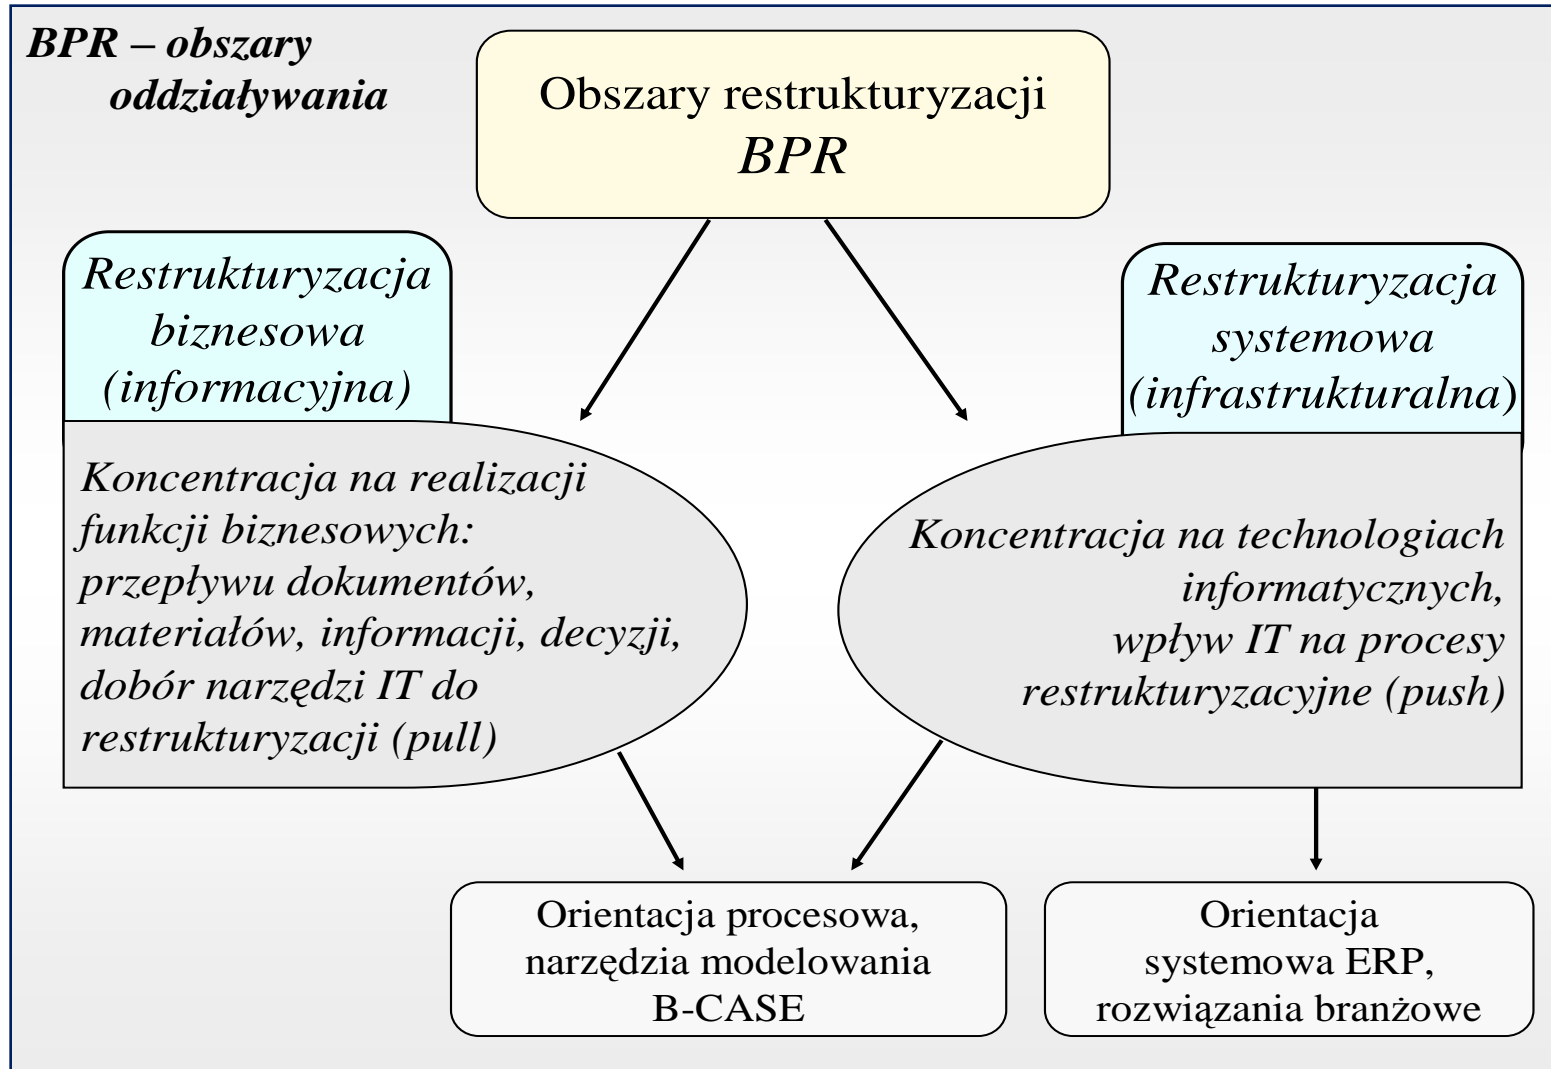 BPR – obszary
oddziaływania
Obszary restrukturyzacji
BPR
Restrukturyzacja
biznesowa
(informacyjna)
Restrukturyzacja
systemowa
(infrastrukturalna)
Koncentracja na realizacji
funkcji biznesowych:
przepływu dokumentów,
materiałów, informacji, decyzji,
dobór narzędzi IT do
restrukturyzacji (pull)
Koncentracja na technologiach
informatycznych,
wpływ IT na procesy
restrukturyzacyjne (push)
Orientacja procesowa,
narzędzia modelowania
B-CASE
Orientacja
systemowa ERP,
rozwiązania branżowe